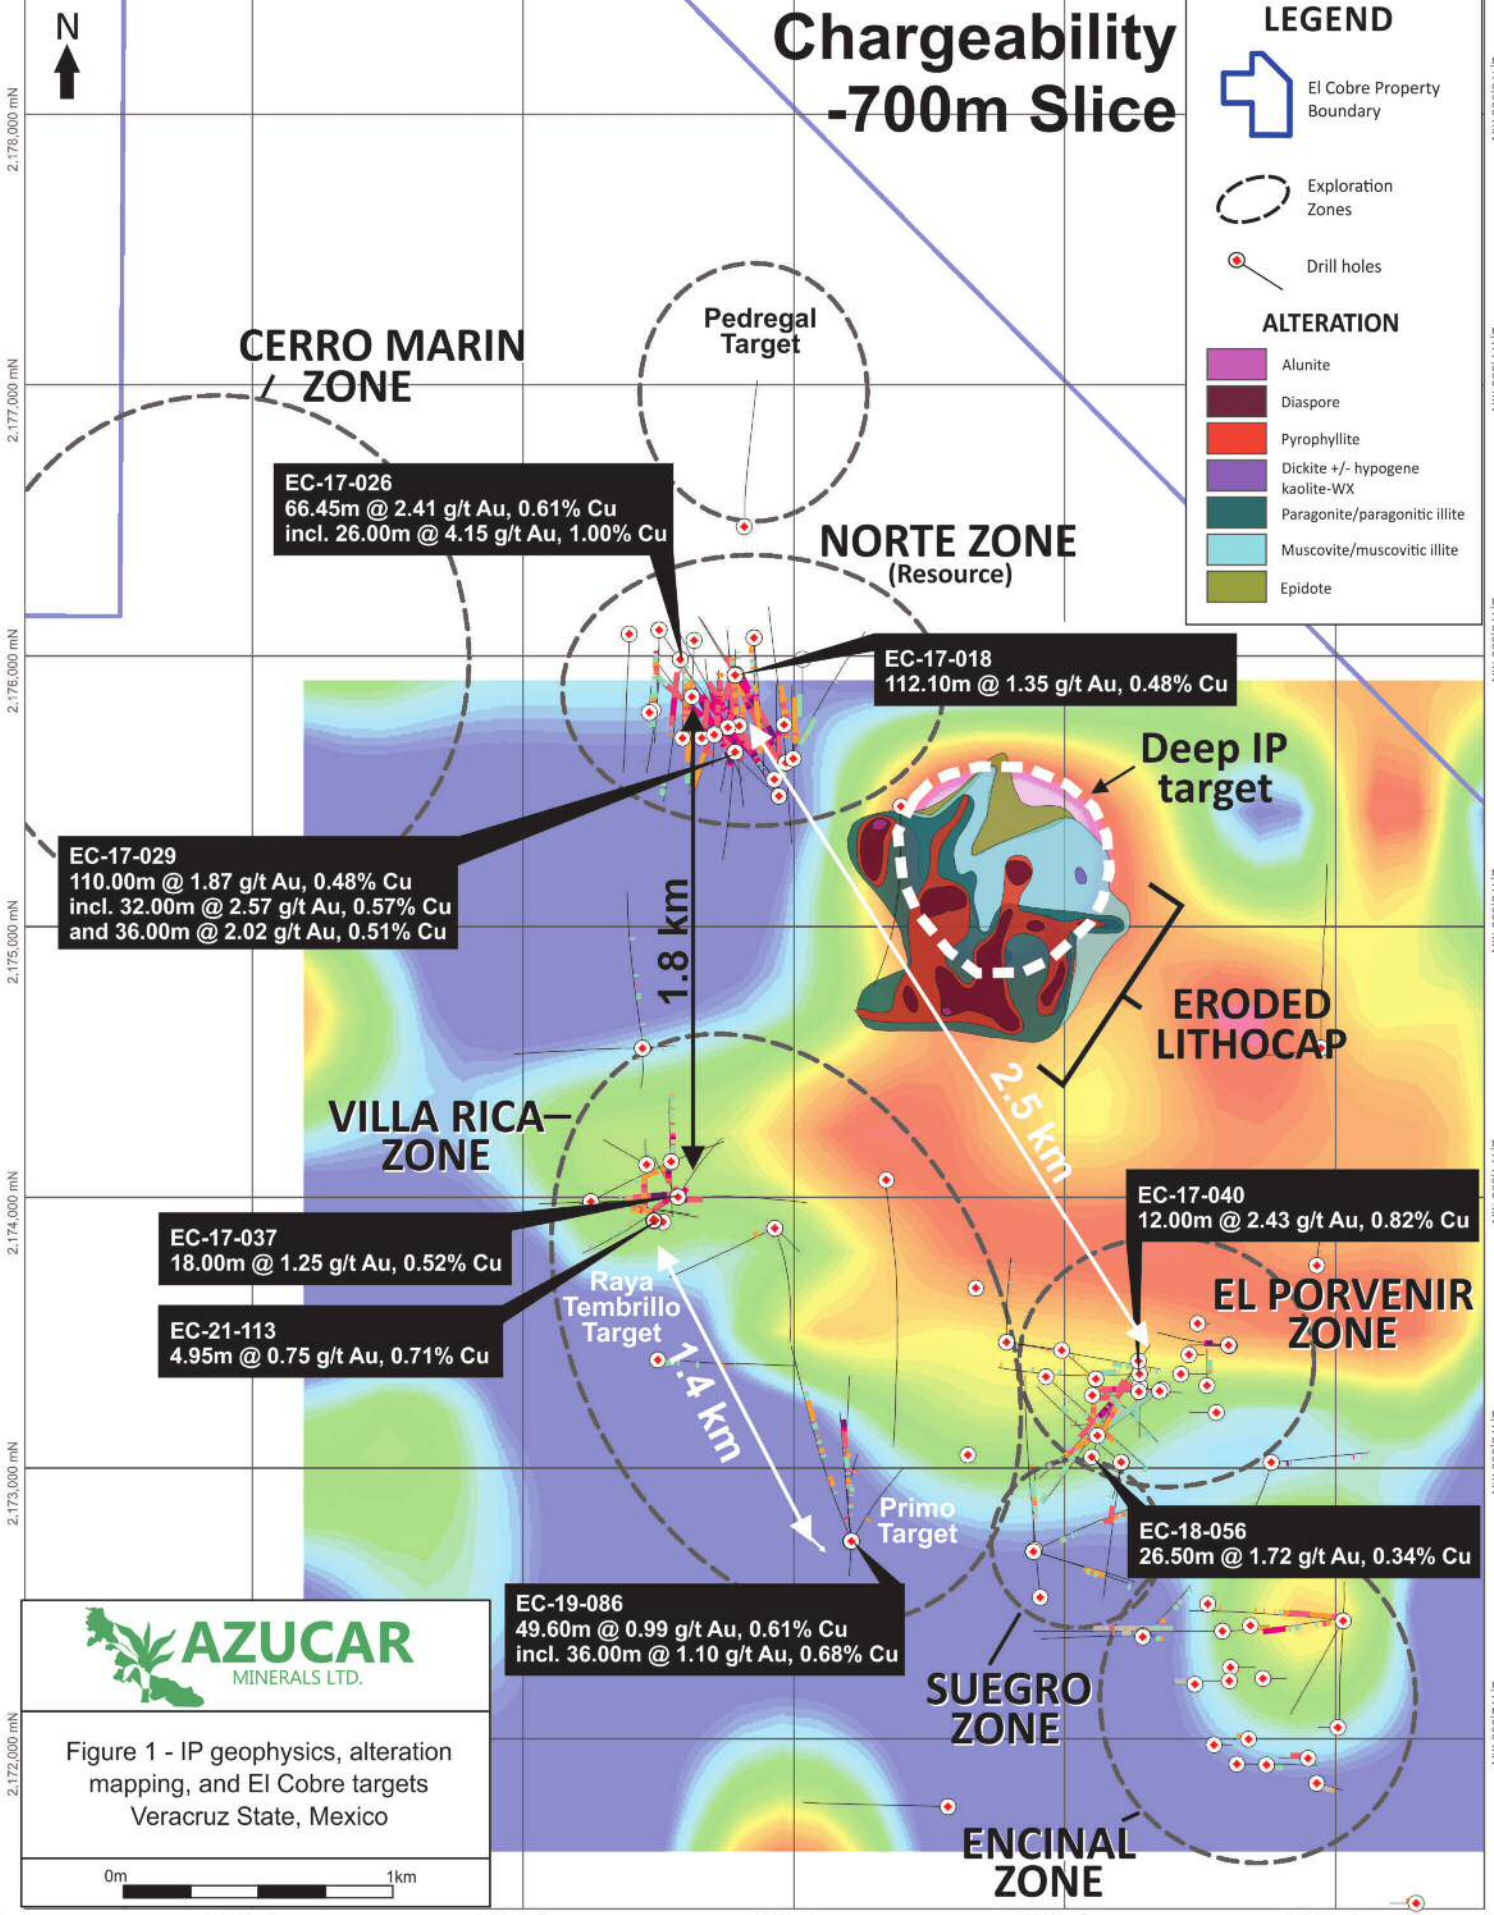 N
Chargeability
-700m Slice
LEGEND
El Cobre Property
Boundary
Exploration
Zones
Drill holes
ALTERATION
Alunite
Diaspore
Pyrophyllite
Dickite +/- hypogene
kaolite-WX
Paragonite/paragonitic illite
Muscovite/muscovitic illite
Epidote
2,178,000 mN
2,177,000 mN
2,176,000 mN
2,175,000 mN
2,174,000 mN
2,173,000 mN
2,172,000 mN
Pedregal
Target
CERRO MARIN
ZONE
EC-17-026
66.45m @ 2.41 g/t Au, 0.61% Cu
incl. 26.00m @ 4.15 g/t Au, 1.00% Cu
NORTE ZONE
(Resource)
EC-17-018
112.10m @ 1.35 g/t Au, 0.48% Cu
Deep IP
target
EC-17-029
110.00m @ 1.87 g/t Au, 0.48% Cu
incl. 32.00m @ 2.57 g/t Au, 0.57% Cu
and 36.00m @ 2.02 g/t Au, 0.51% Cu
1.8 km
ERODED
LITHOCAP
2.5 km
VILLA RICA
ZONE
EC-17-040
12.00m @ 2.43 g/t Au, 0.82% Cu
EC-17-037
18.00m @ 1.25 g/t Au, 0.52% Cu
Raya
Tembrillo
Target
EL PORVENIR
ZONE
EC-21-113
4.95m @ 0.75 g/t Au, 0.71% Cu
1.4 km
Primo
Target
EC-18-056
26.50m @ 1.72 g/t Au, 0.34% Cu
EC-19-086
49.60m @ 0.99 g/t Au, 0.61% Cu
incl. 36.00m @ 1.10 g/t Au, 0.68% Cu
SUEGRO
ZONE
ENCINAL
ZONE
AZUCAR
MINERALS LTD.
Figure 1 - IP geophysics, alteration
mapping, and El Cobre targets
Veracruz State, Mexico
0m 1km